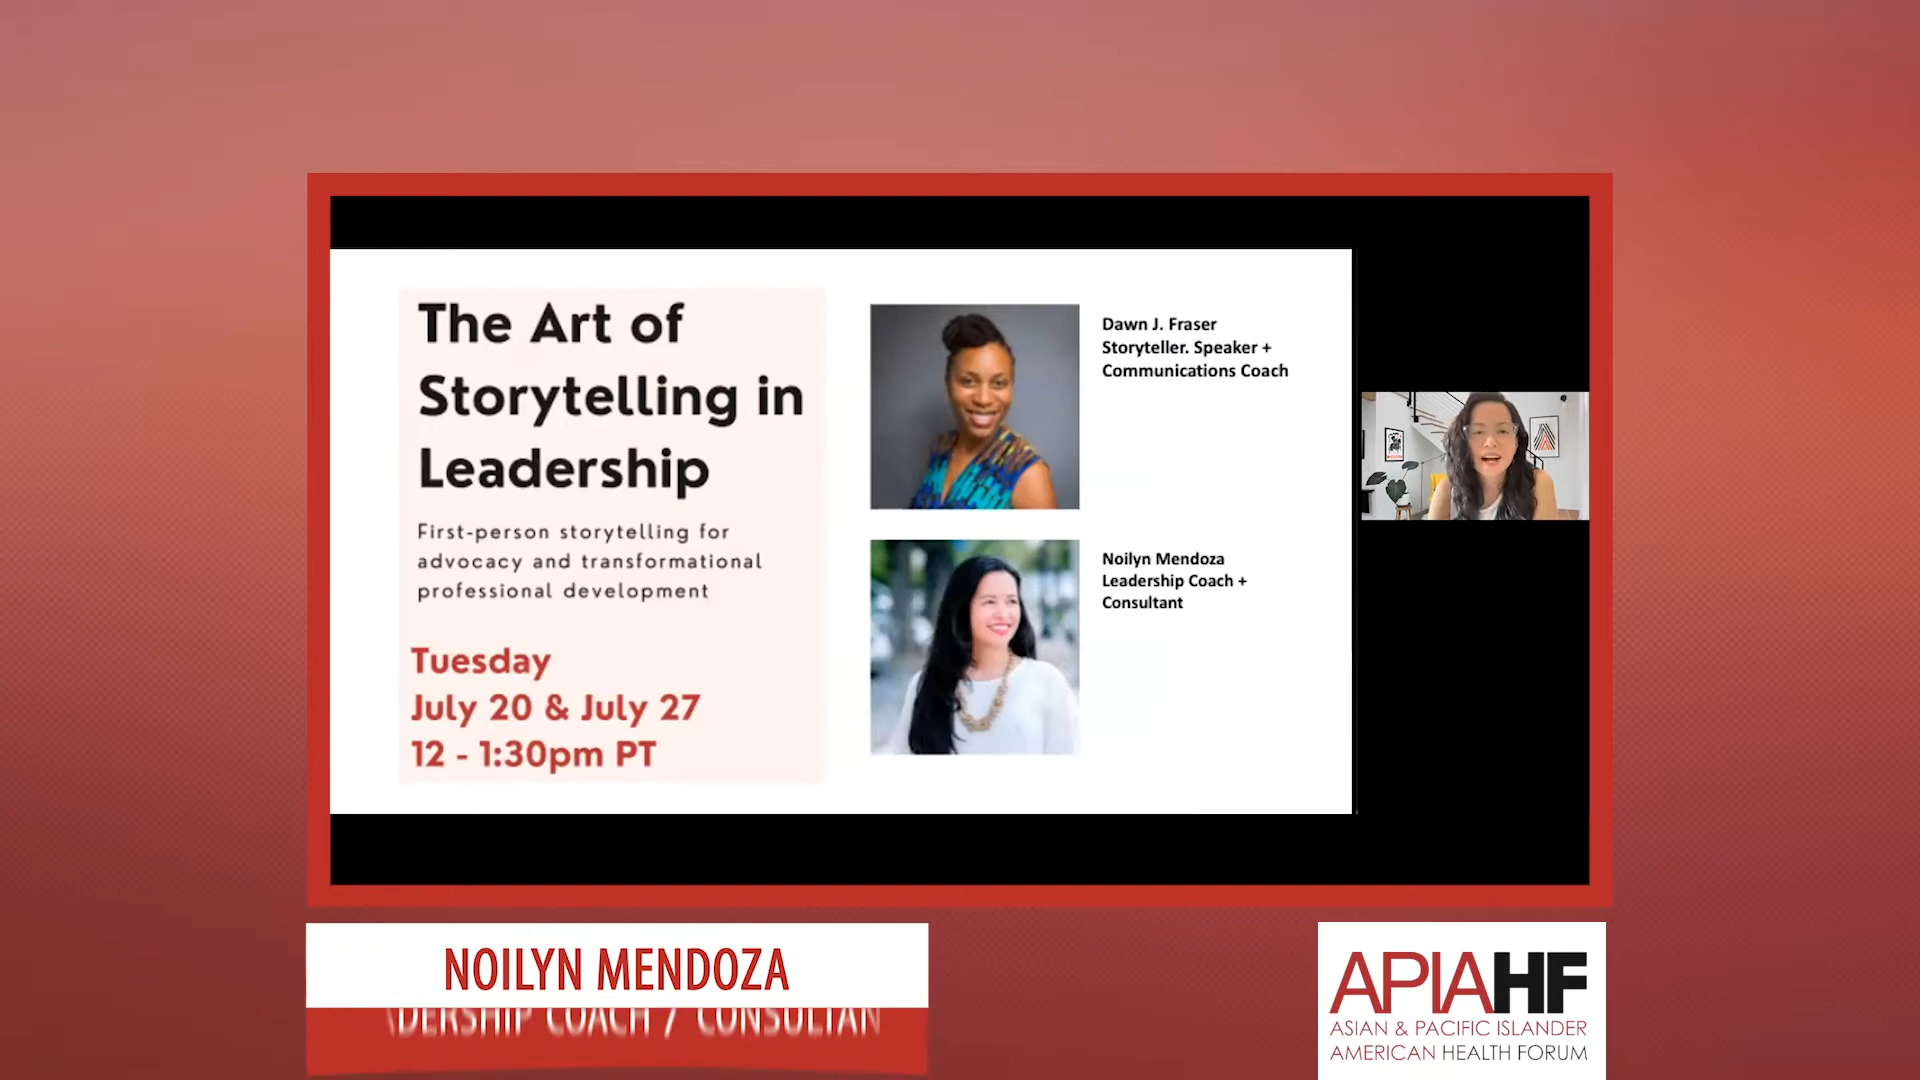 The Art of
Storytelling in
Leadership
First-person storytelling for
advocacy and transformational
professional development
Tuesday
July 20 & July 27
12 - 1:30pm PT
Dawn J. Fraser
Storyteller. Speaker +
Communications Coach
Noilyn Mendoza
Leadership Coach +
Consultant
NOILYN MENDOZA
COACH / CONSULTAN
APIAHF
ASIAN & PACIFIC ISLANDER
AMERICAN HEALTH FORUM